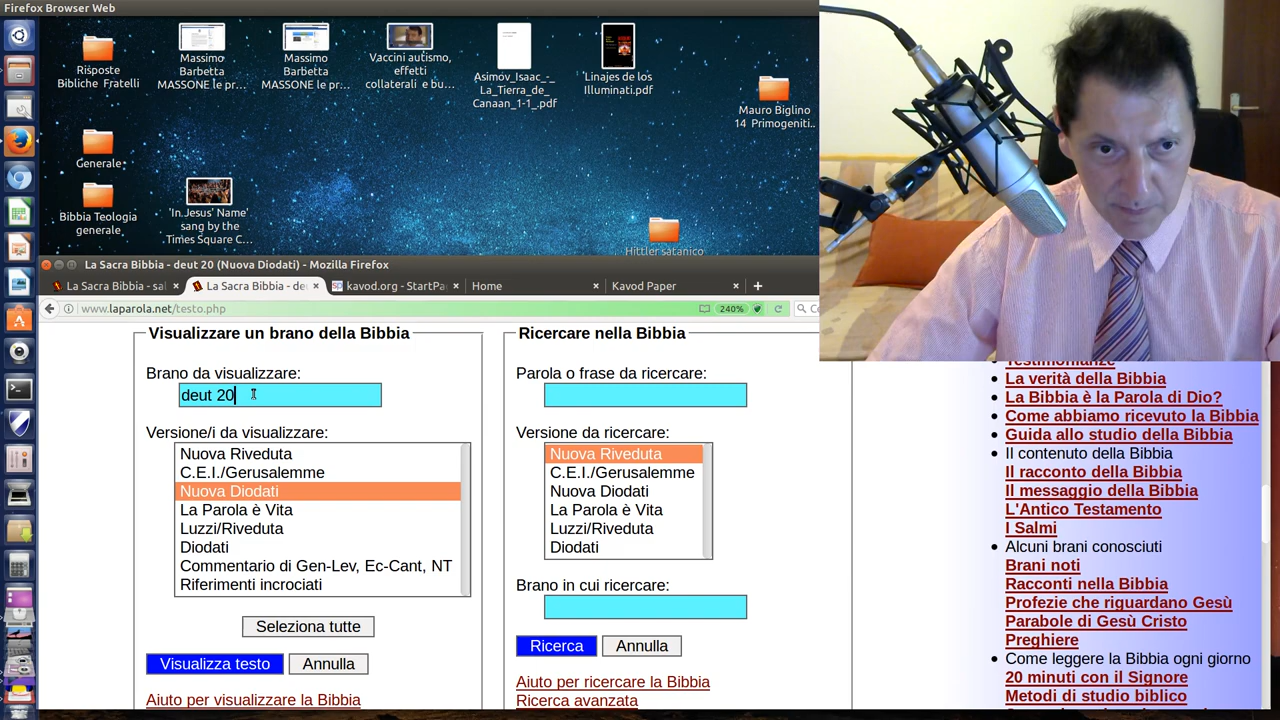 Firefox Browser Web
Risposte
Bibliche Fratelli
Massimo
Barbetta
MASSONE le pr...
Massimo
Barbetta
MASSONE le pr...
Vaccini autismo,
effetti
collaterali e bu...
Asimov_Isaac_-_
La_Tierra_de_
Canaan_1-1_.pdf
Linajes de los
Illuminati.pdf
Mauro Biglino
14 Primogeniti..
Generale
Bibbia Teologia
generale
'In Jesus' Name'
sang by the
Times Square C...
Hittler satanico
La Sacra Bibbia - deut 20 (Nuova Diodati) - Mozilla Firefox
La Sacra Bibbia - sal
La Sacra Bibbia - deu
kavod.org - StartPa
Home
Kavod Paper
www.laparola.net/testo.php
240%
Visualizzare un brano della Bibbia
Brano da visualizzare:
deut 20
Versione/i da visualizzare:
Nuova Riveduta
C.E.I./Gerusalemme
Nuova Diodati
La Parola è Vita
Luzzi/Riveduta
Diodati
Commentario di Gen-Lev, Ec-Cant, NT
Riferimenti incrociati
Seleziona tutte
Visualizza testo
Annulla
Aiuto per visualizzare la Bibbia
Ricercare nella Bibbia
Parola o frase da ricercare:
Versione da ricercare:
Nuova Riveduta
C.E.I./Gerusalemme
Nuova Diodati
La Parola è Vita
Luzzi/Riveduta
Diodati
Brano in cui ricercare:
Ricerca
Annulla
Aiuto per ricercare la Bibbia
Ricerca avanzata
Testimonianze
La verità della Bibbia
La Bibbia è la Parola di Dio?
Come abbiamo ricevuto la Bibbia
Guida allo studio della Bibbia
Il contenuto della Bibbia
Il racconto della Bibbia
Il messaggio della Bibbia
L'Antico Testamento
I Salmi
Alcuni brani conosciuti
Brani noti
Racconti nella Bibbia
Profezie che riguardano Gesù
Parabole di Gesù Cristo
Preghiere
Come leggere la Bibbia ogni giorno
20 minuti con il Signore
Metodi di studio biblico